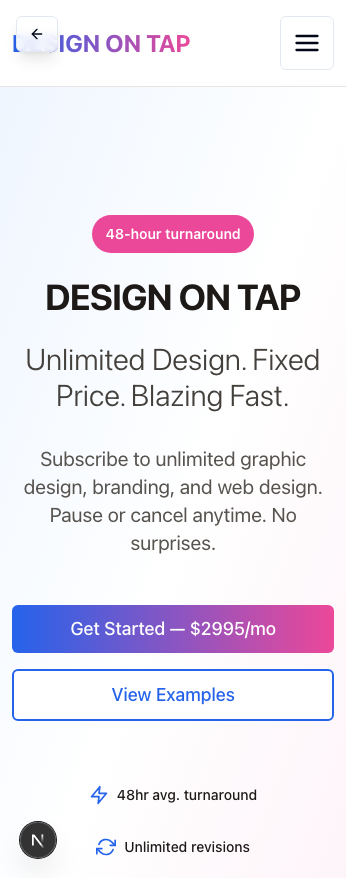 DESIGN ON TAP
48-hour turnaround
DESIGN ON TAP
Unlimited Design. Fixed
Price. Blazing Fast.
Subscribe to unlimited graphic
design, branding, and web design.
Pause or cancel anytime. No
surprises.
Get Started — $2995/mo
View Examples
48hr avg. turnaround
N
Unlimited revisions